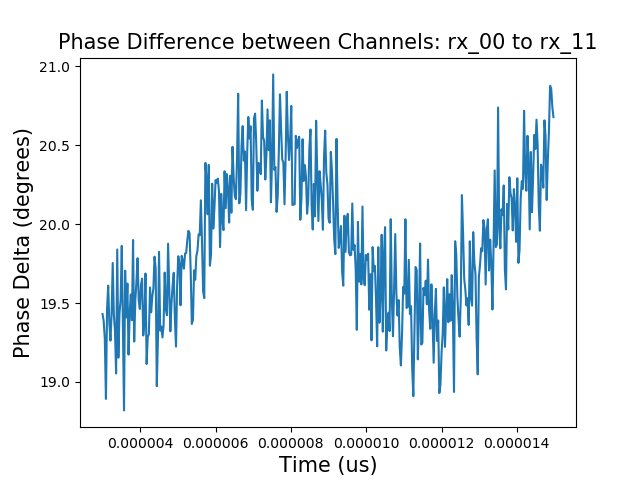 Phase Difference between Channels: rx_00 to rx_11
21.0
20.5
20.0
19.5
19.0
Phase Delta (degrees)
0.000004 0.000006 0.000008 0.000010 0.000012 0.000014
Time (us)